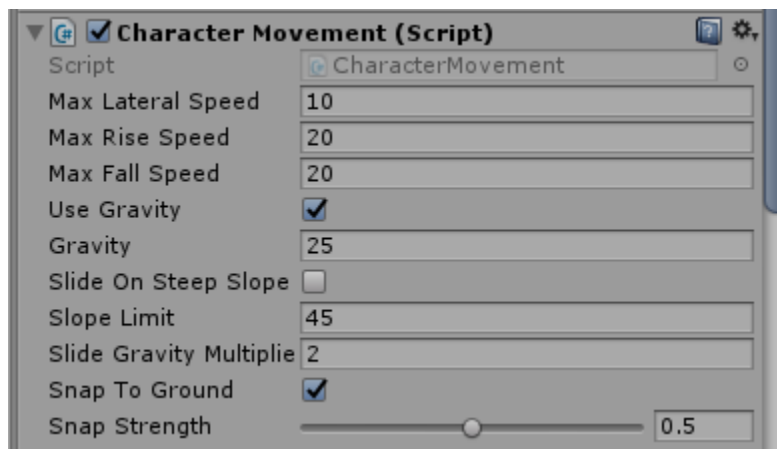 Character Movement (Script)
Script CharacterMovement
Max Lateral Speed 10
Max Rise Speed 20
Max Fall Speed 20
Use Gravity
Gravity 25
Slide On Steep Slope
Slope Limit 45
Slide Gravity Multiplie 2
Snap To Ground
Snap Strength 0.5